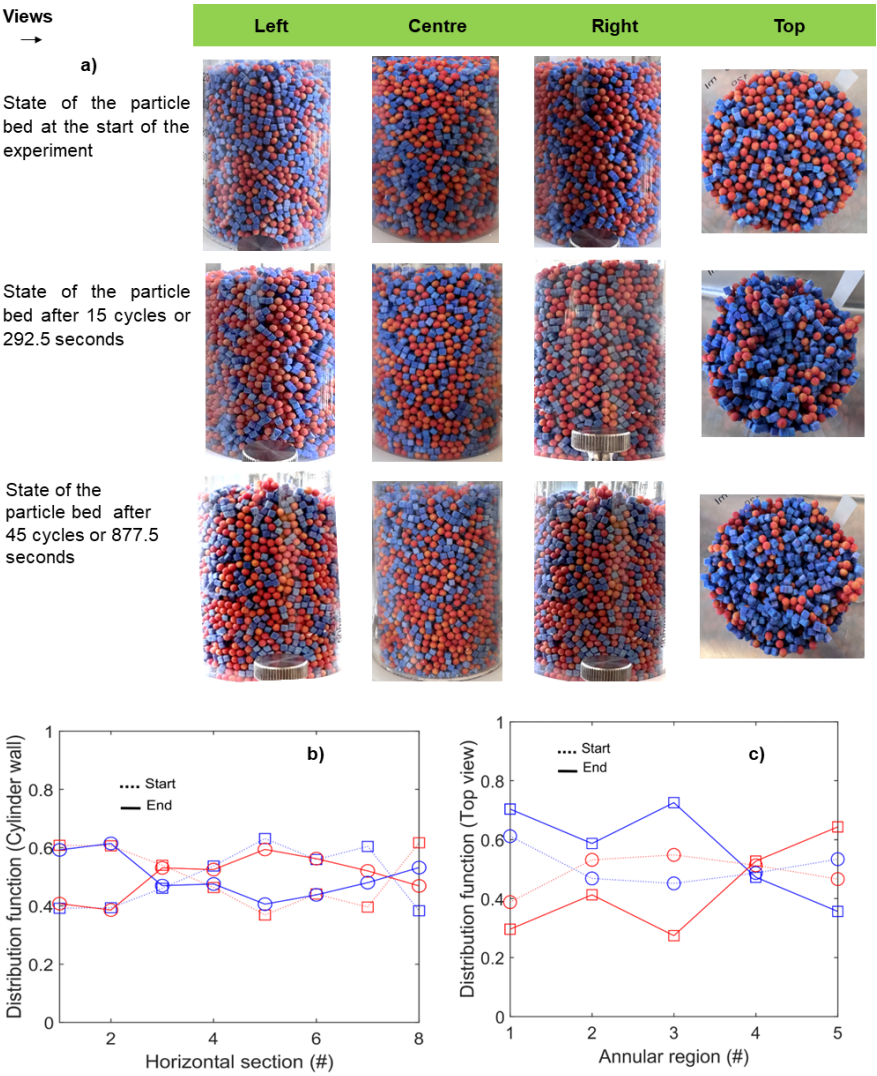 Views
→
Left Centre Right Top
a)
State of the particle
bed at the start of the
experiment
State of the particle
bed after 15 cycles or
292.5 seconds
State of the
particle bed after
45 cycles or 877.5
seconds
b)
Start
End
Distribution function (Cylinder wall)
1
0.8
0.6
0.4
0.2
0
2 4 6 8
Horizontal section (#)
c)
Start
End
Distribution function (Top view)
1
0.8
0.6
0.4
0.2
0
1 2 3 4 5
Annular region (#)